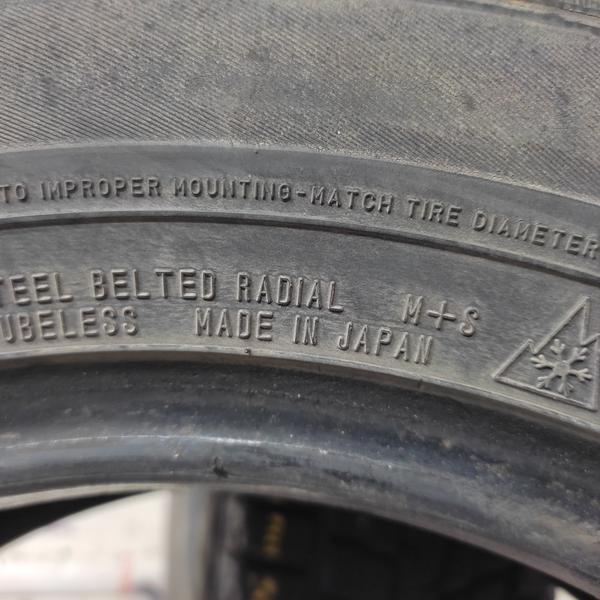 TO IMPROPER MOUNTING-MATCH TIRE DIAMETER
TEEL BELTED RADIAL M+S
UBELESS MADE IN JAPAN